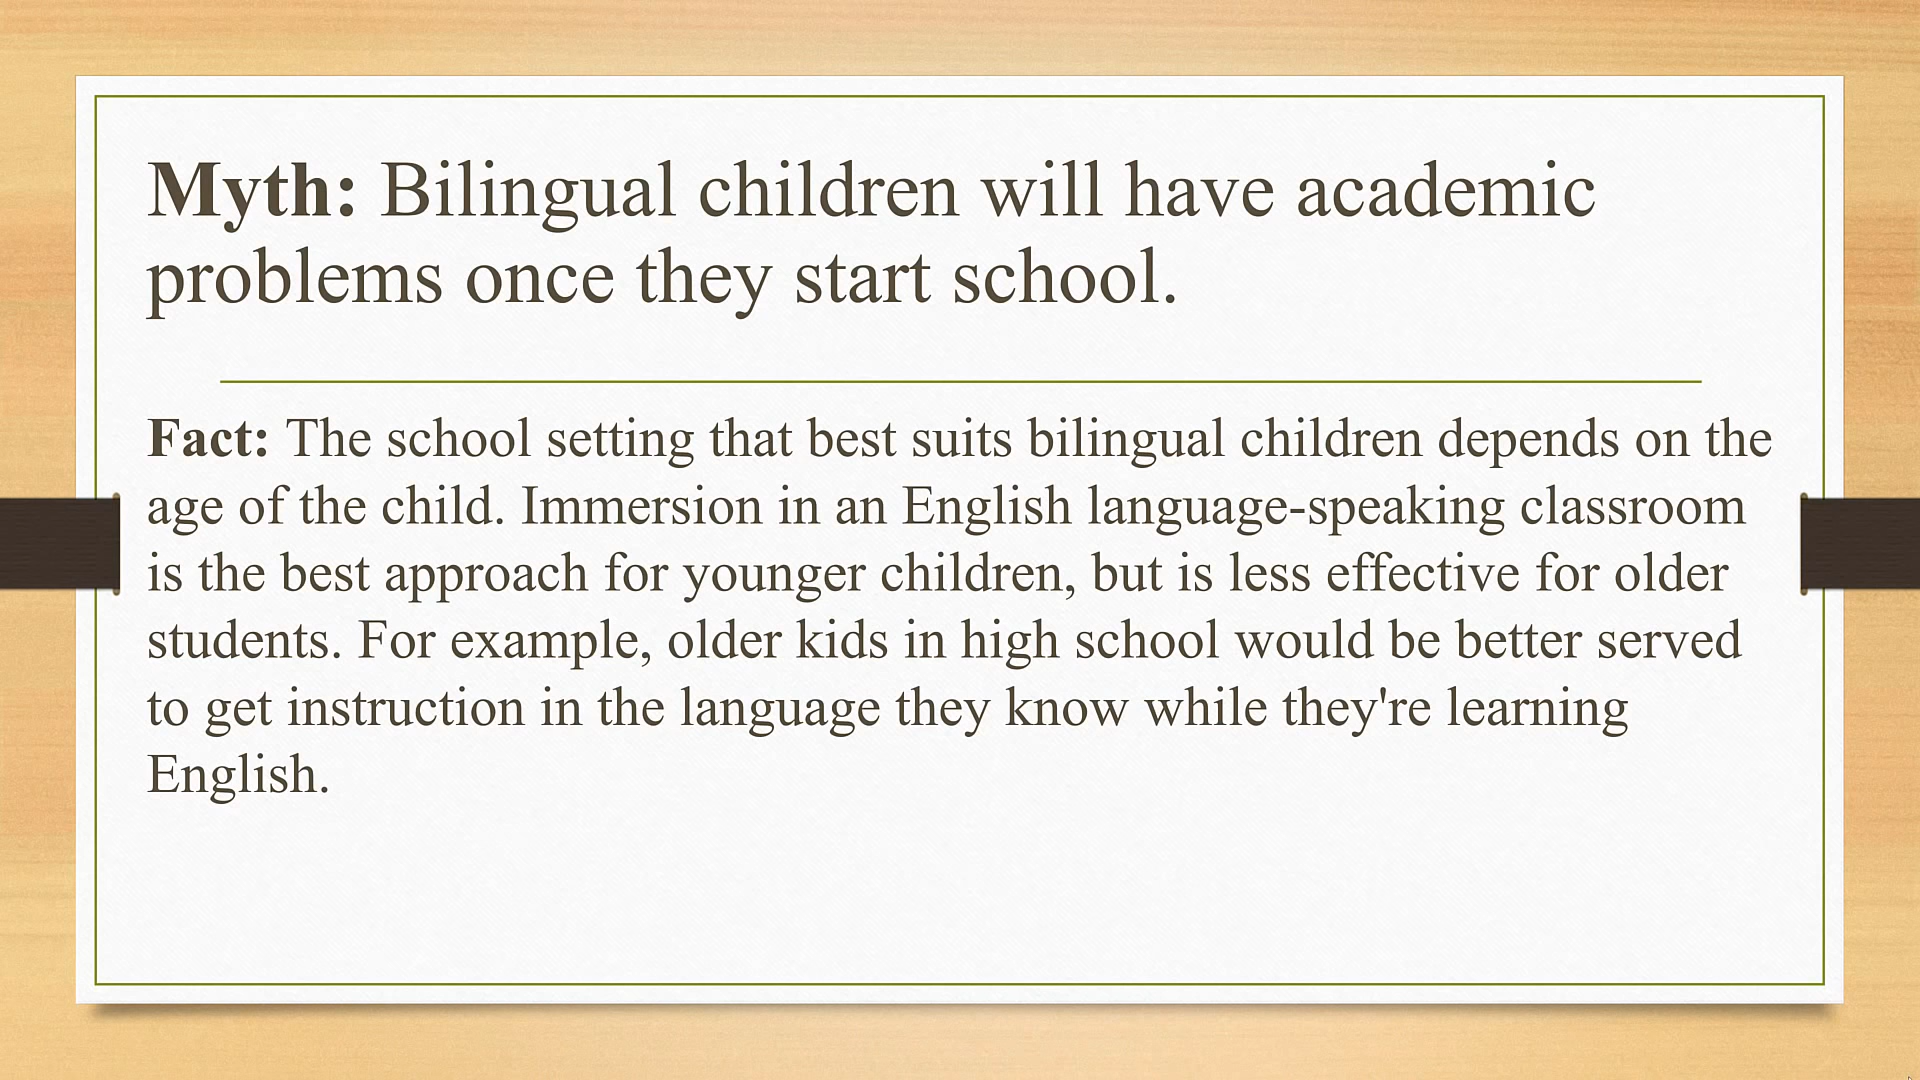 Myth: Bilingual children will have academic
problems once they start school.
Fact: The school setting that best suits bilingual children depends on the
age of the child. Immersion in an English language-speaking classroom
is the best approach for younger children, but is less effective for older
students. For example, older kids in high school would be better served
to get instruction in the language they know while they're learning
English.